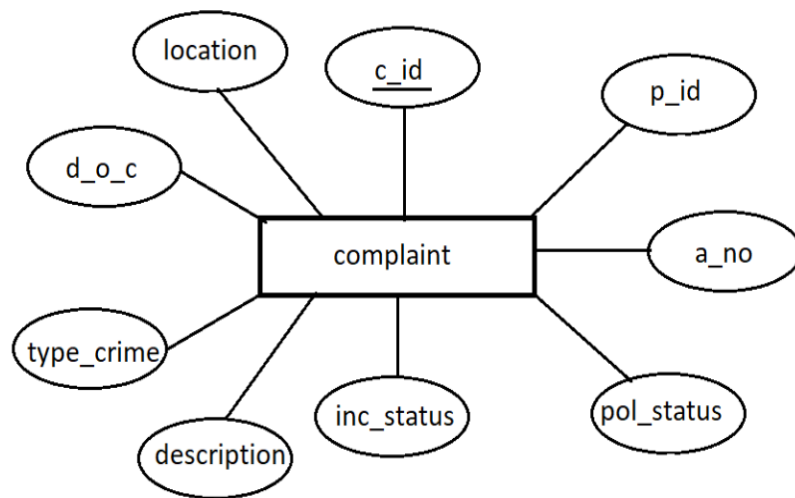 location
c_id
p_id
d_o_c
complaint
a_no
type_crime
inc_status
pol_status
description